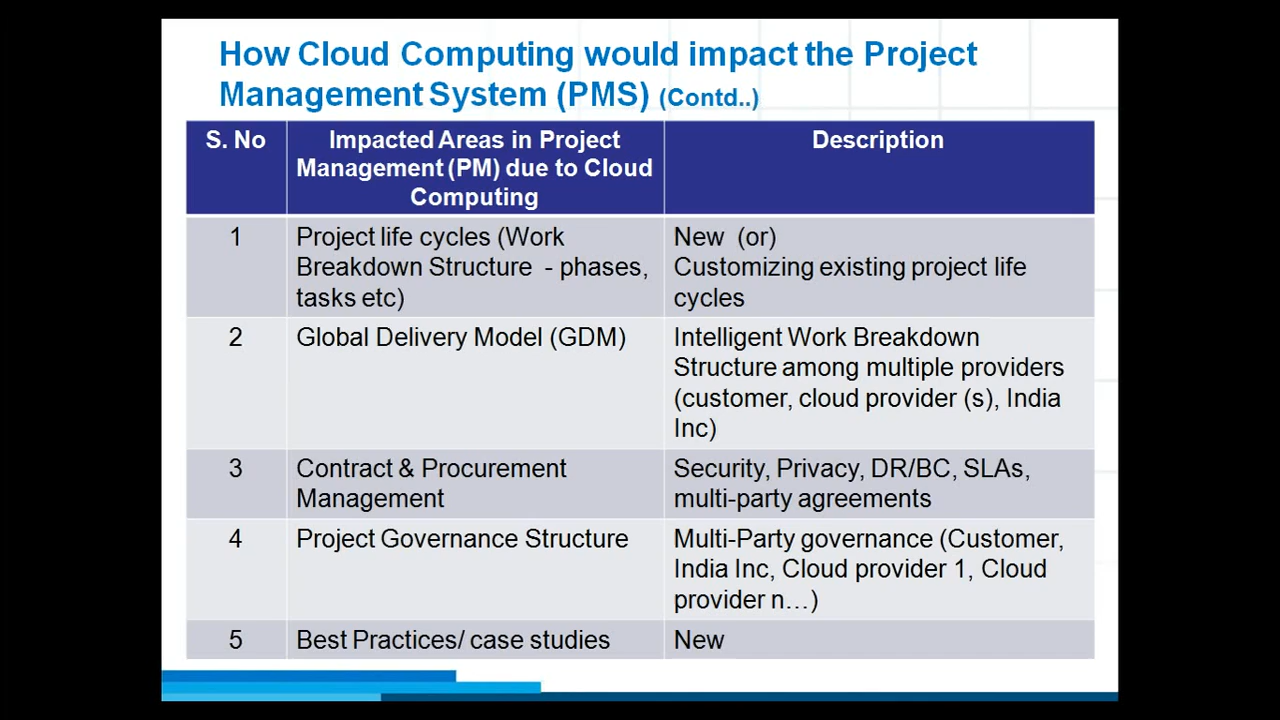 How Cloud Computing would impact the Project
Management System (PMS) (Contd..)
S. No
Impacted Areas in Project
Management (PM) due to Cloud
Computing
Description
1
Project life cycles (Work
Breakdown Structure - phases,
tasks etc)
New (or)
Customizing existing project life
cycles
2
Global Delivery Model (GDM)
Intelligent Work Breakdown
Structure among multiple providers
(customer, cloud provider (s), India
Inc)
3
Contract & Procurement
Management
Security, Privacy, DR/BC, SLAs,
multi-party agreements
4
Project Governance Structure
Multi-Party governance (Customer,
India Inc, Cloud provider 1, Cloud
provider n…)
5
Best Practices/ case studies
New